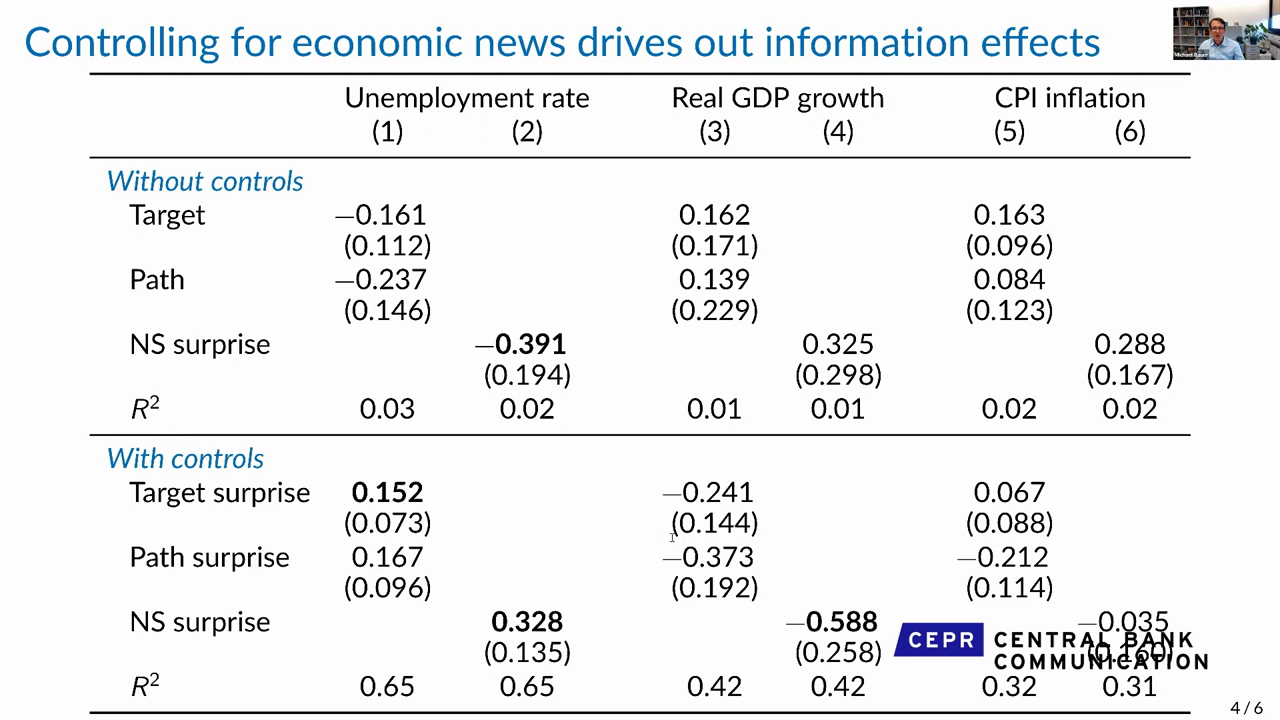 Controlling for economic news drives out information effects
Unemployment rate Real GDP growth CPI inflation
(1) (2) (3) (4) (5) (6)
Without controls
Target −0.161 0.162 0.163
(0.112) (0.171) (0.096)
Path −0.237 0.139 0.084
(0.146) (0.229) (0.123)
NS surprise −0.391 0.325 0.288
(0.194) (0.298) (0.167)
R² 0.03 0.02 0.01 0.01 0.02 0.02
With controls
Target surprise 0.152 −0.241 0.067
(0.073) (0.144) (0.088)
Path surprise 0.167 −0.373 −0.212
(0.096) (0.192) (0.114)
NS surprise 0.328 −0.588 −0.035
(0.135) (0.258) (0.160)
R² 0.65 0.65 0.42 0.42 0.32 0.31
CEPR CENTRAL BANK
COMMUNICATION
4 / 6